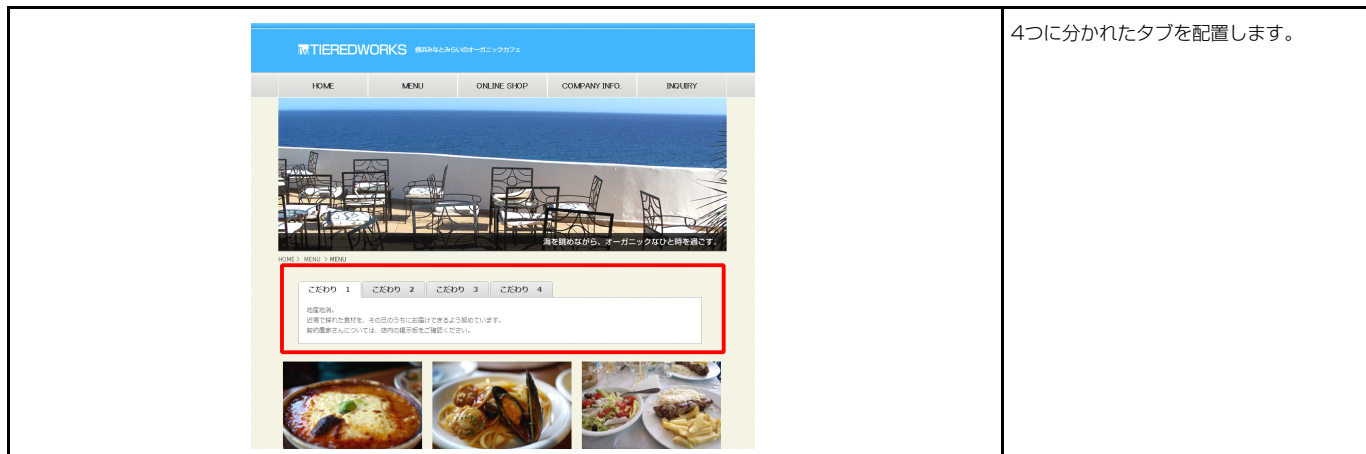 TIEREDWORKS 横浜みなとみらいのオーガニックカフェ
HOME MENU ONLINE SHOP COMPANY INFO. INQUIRY
海を眺めながら、オーガニックなひと時を過ごす。
HOME > MENU > MENU
こだわり 1 こだわり 2 こだわり 3 こだわり 4
地産地消。
近場で採れた食材を、その日のうちにお届けできるよう努めています。
契約農家さんについては、店内の掲示板をご確認ください。
4つに分かれたタブを配置します。